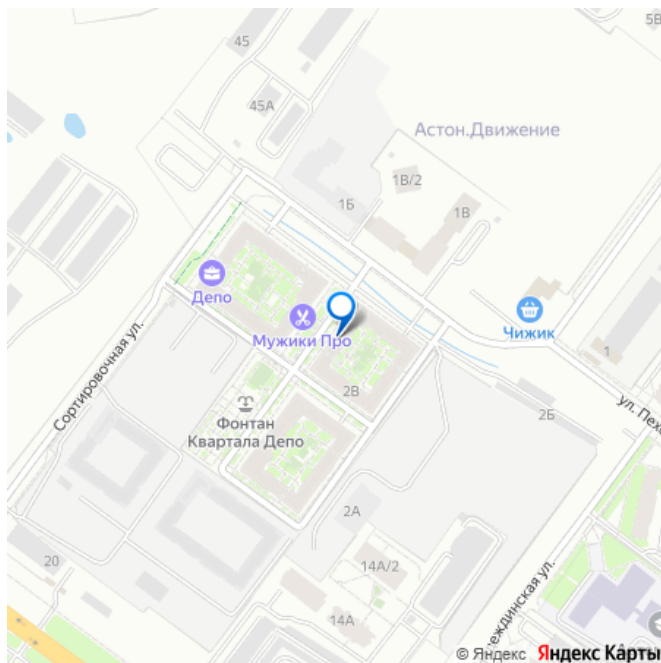 5В
45
45А
Астон.Движение
1В/2
1Б
1В
Депо
Чижик
Мужики Про
1
Сортировочная ул.
2В
Фонтан
Квартала Депо
2Б
ул.
2А
14А/2
20
14А
ул.
© Яндекс Яндекс Карты